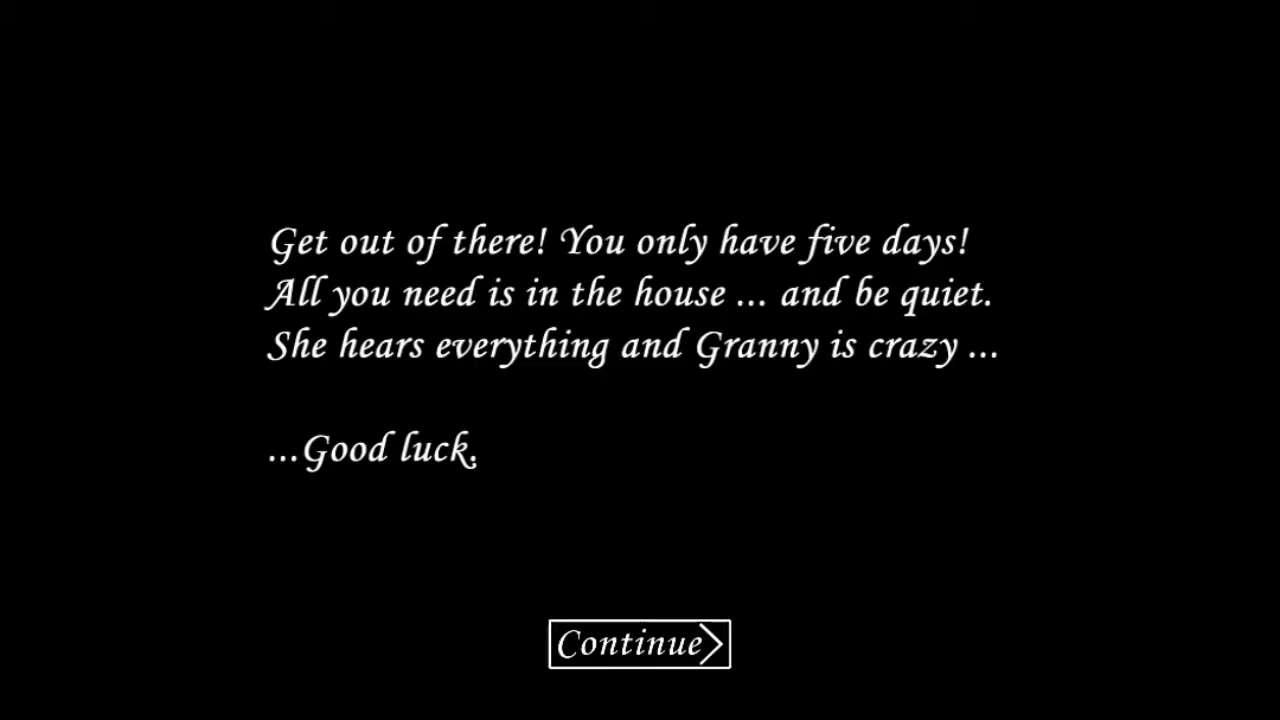 Get out of there! You only have five days!
All you need is in the house ... and be quiet.
She hears everything and Granny is crazy ...
...Good luck.
Continue